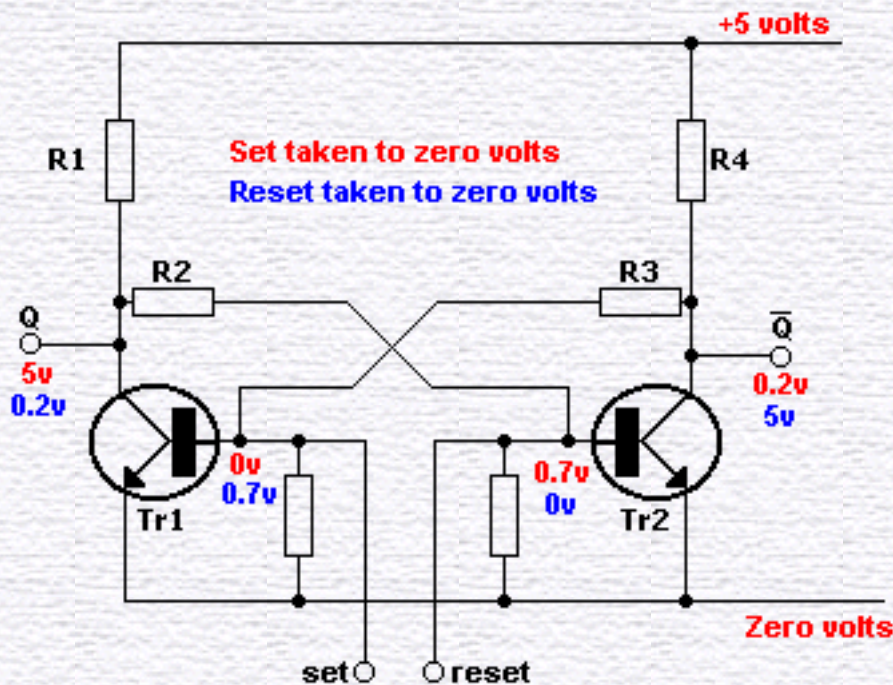 +5 volts
R1
Set taken to zero volts
Reset taken to zero volts
R4
R2
R3
Q
Q̅
5v
0.2v
0.2v
5v
0v
0.7v
0.7v
0v
Tr1
Tr2
Zero volts
set
reset